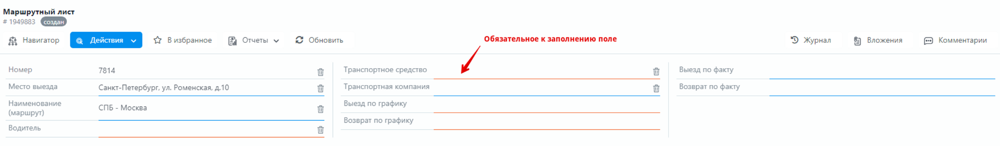 Маршрутный лист
# 1949883 создан
Навигатор Действия В избранное Отчеты Обновить Обязательное к заполнению поле Журнал Вложения Комментарии
Номер 7814 Транспортное средство Выезд по факту
Место выезда Санкт-Петербург, ул. Роменская, д.10 Транспортная компания Возврат по факту
Наименование (маршрут) СПБ - Москва Выезд по графику
Возврат по графику
Водитель